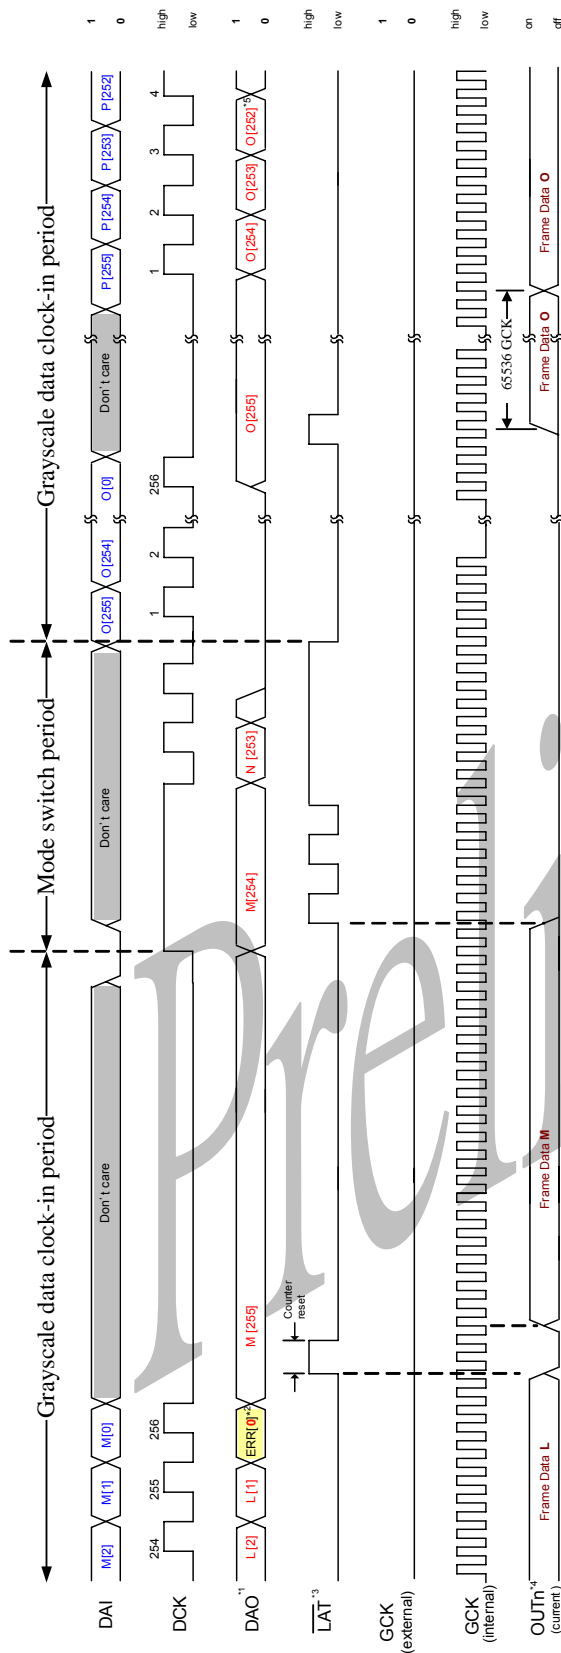 Grayscale data clock-in period
Mode switch period
Grayscale data clock-in period
DAI
M[2]
M[1]
M[0]
Don't care
Don't care
O[255]
O[254]
O[0]
Don't care
P[255]
P[254]
P[253]
P[252]
1
0
DCK
254
255
256
1
2
256
1
2
3
4
high
low
DAO*1
L[2]
L[1]
ERR[0]*2
M[255]
M[254]
N [253]
O[255]
O[254]
O[253]
O[252]*5
1
0
LAT*3
Counter
reset
high
low
GCK
(external)
1
0
GCK
(internal)
high
low
65536 GCK
OUTn*4
(current)
Frame Data L
Frame Data M
Frame Data O
Frame Data O
on
off
Preli